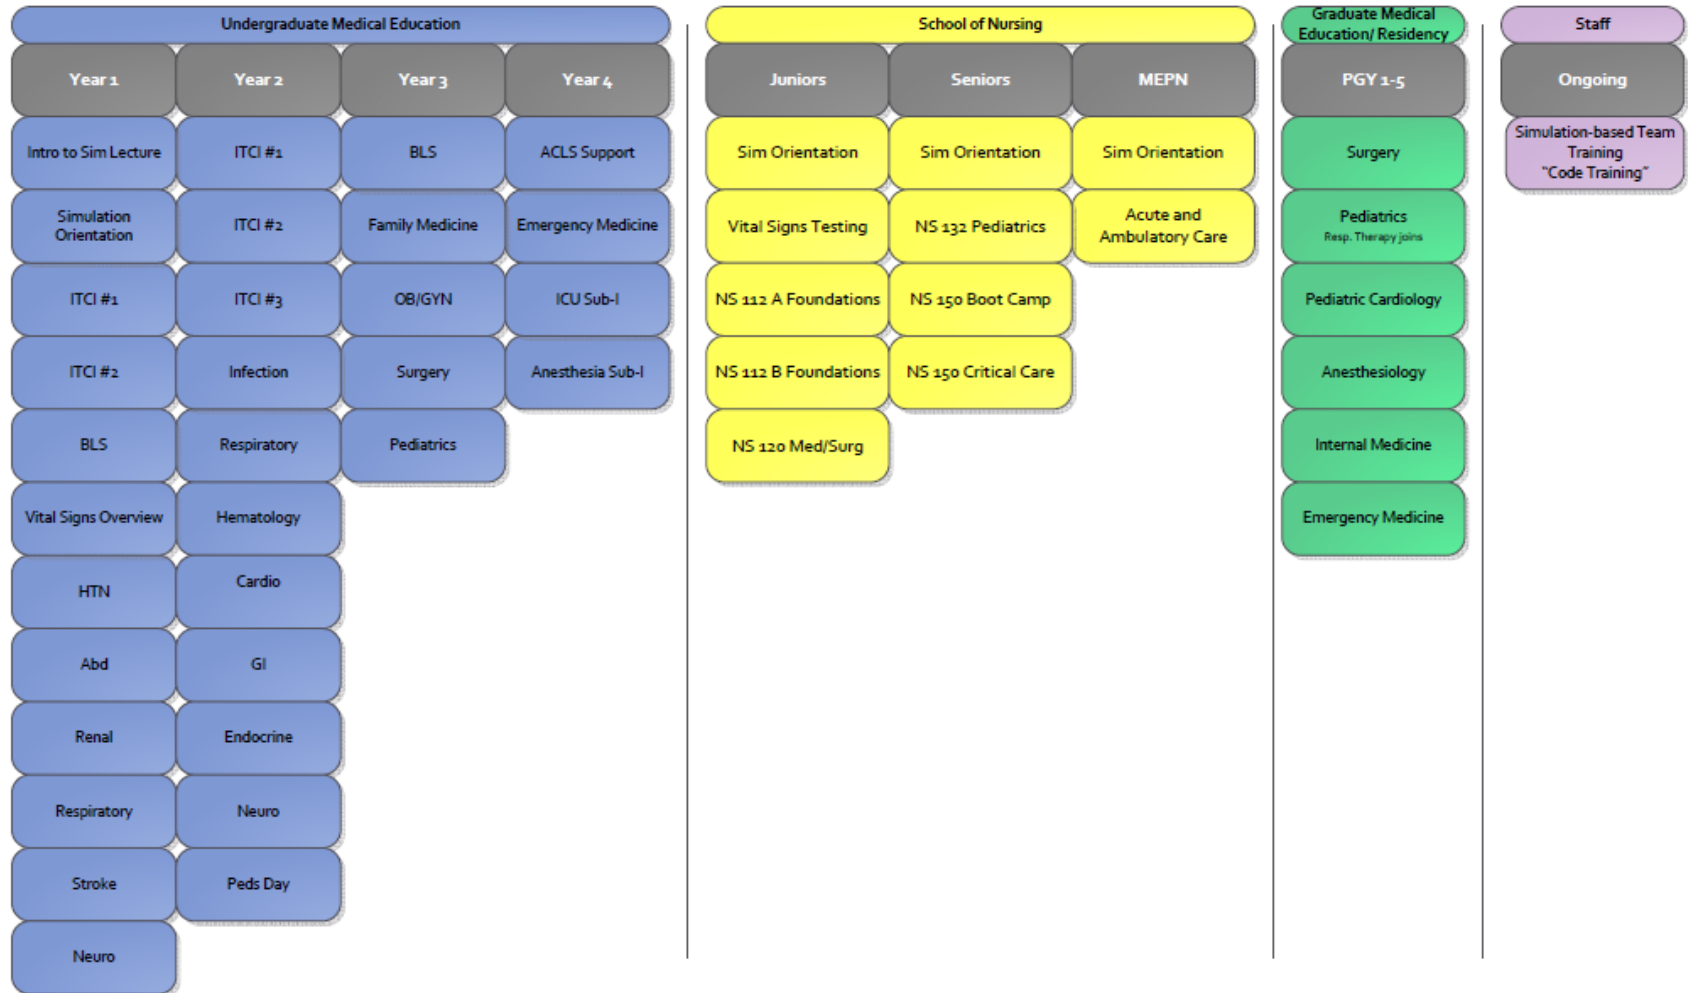 Undergraduate Medical Education
Year 1
Year 2
Year 3
Year 4
Intro to Sim Lecture
ITCI #1
BLS
ACLS Support
Simulation
Orientation
ITCI #2
Family Medicine
Emergency Medicine
ITCI #1
ITCI #3
OB/GYN
ICU Sub-I
ITCI #2
Infection
Surgery
Anesthesia Sub-I
BLS
Respiratory
Pediatrics
Vital Signs Overview
Hematology
HTN
Cardio
Abd
GI
Renal
Endocrine
Respiratory
Neuro
Stroke
Peds Day
Neuro
School of Nursing
Juniors
Seniors
MEPN
Sim Orientation
Sim Orientation
Sim Orientation
Vital Signs Testing
NS 132 Pediatrics
Acute and
Ambulatory Care
NS 112 A Foundations
NS 150 Boot Camp
NS 112 B Foundations
NS 150 Critical Care
NS 120 Med/Surg
Graduate Medical
Education/ Residency
PGY 1-5
Surgery
Pediatrics
Resp. Therapy joins
Pediatric Cardiology
Anesthesiology
Internal Medicine
Emergency Medicine
Staff
Ongoing
Simulation-based Team
Training
"Code Training"